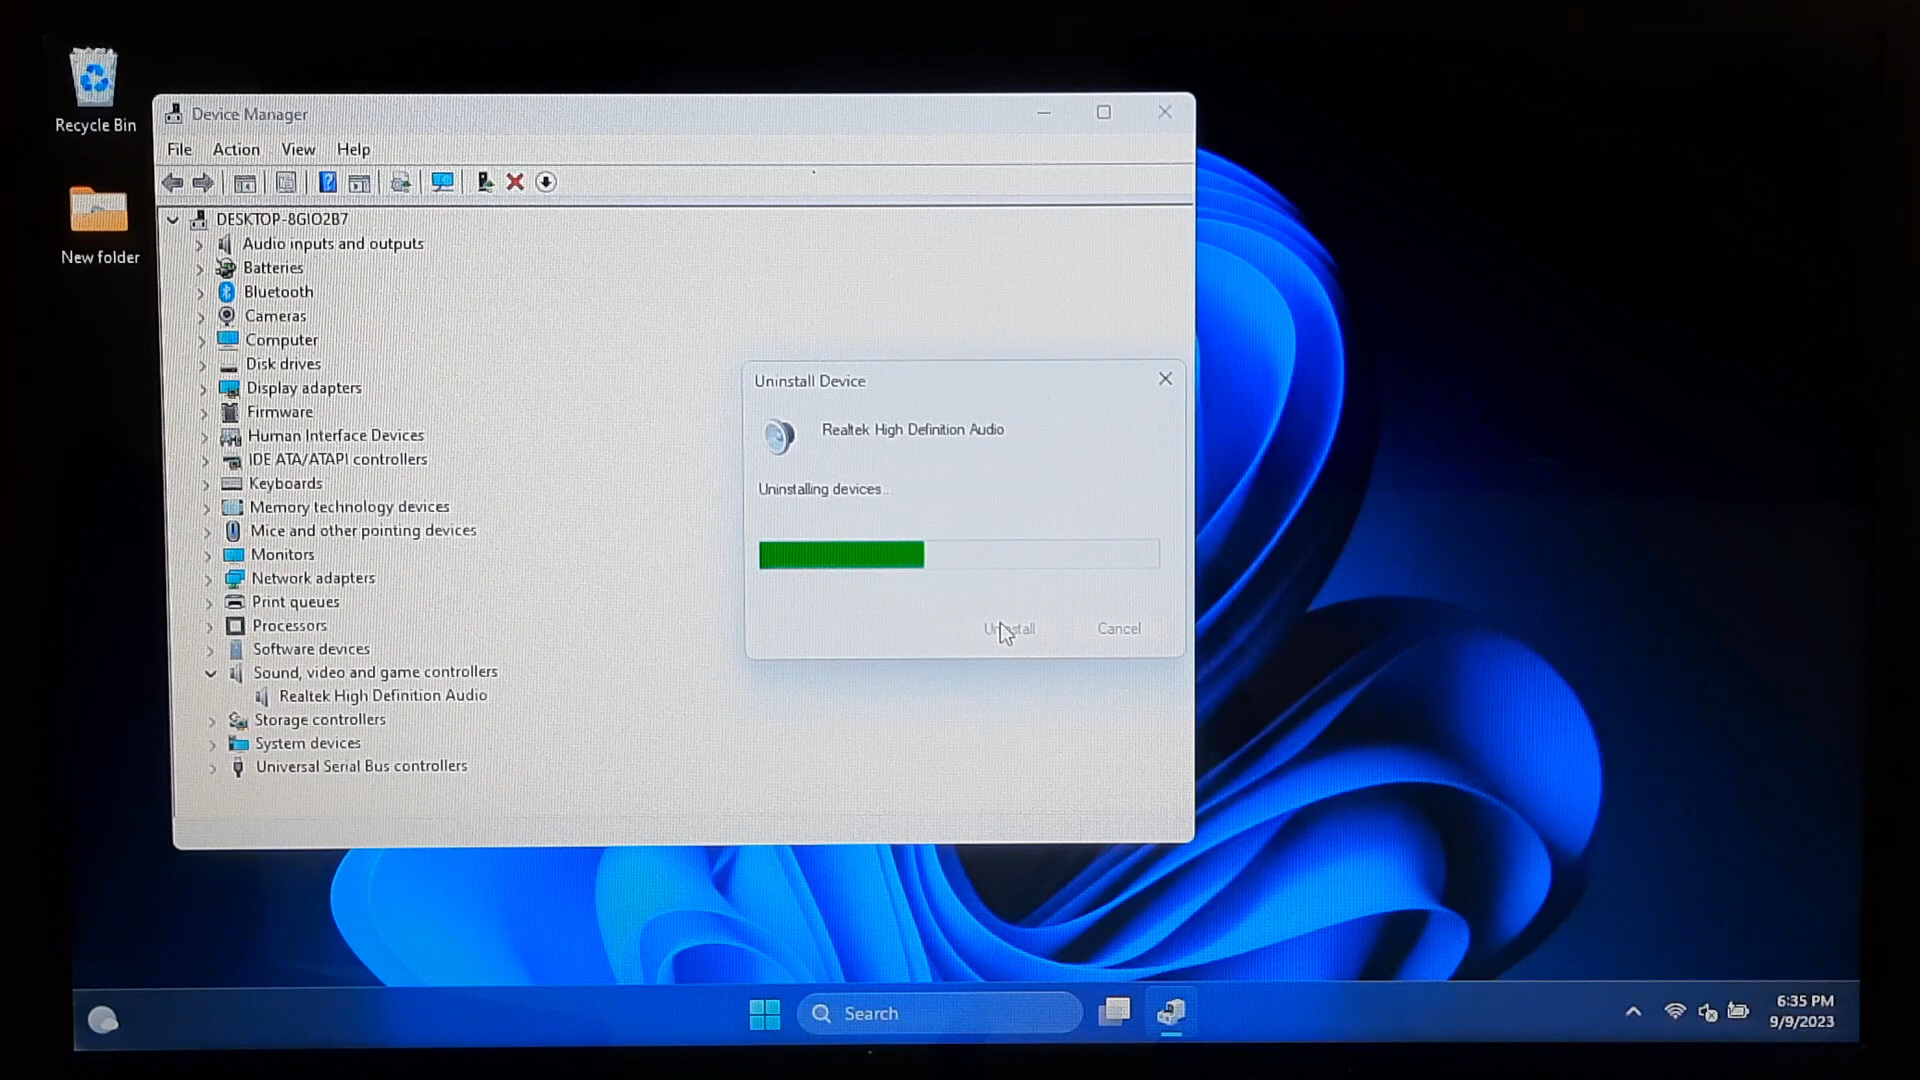 Recycle Bin
New folder
Device Manager
File Action View Help
DESKTOP-8GIO2B7
Audio inputs and outputs
Batteries
Bluetooth
Cameras
Computer
Disk drives
Display adapters
Firmware
Human Interface Devices
IDE ATA/ATAPI controllers
Keyboards
Memory technology devices
Mice and other pointing devices
Monitors
Network adapters
Print queues
Processors
Software devices
Sound, video and game controllers
Realtek High Definition Audio
Storage controllers
System devices
Universal Serial Bus controllers
Uninstall Device
Realtek High Definition Audio
Uninstalling devices...
Uninstall Cancel
Search
6:35 PM
9/9/2023